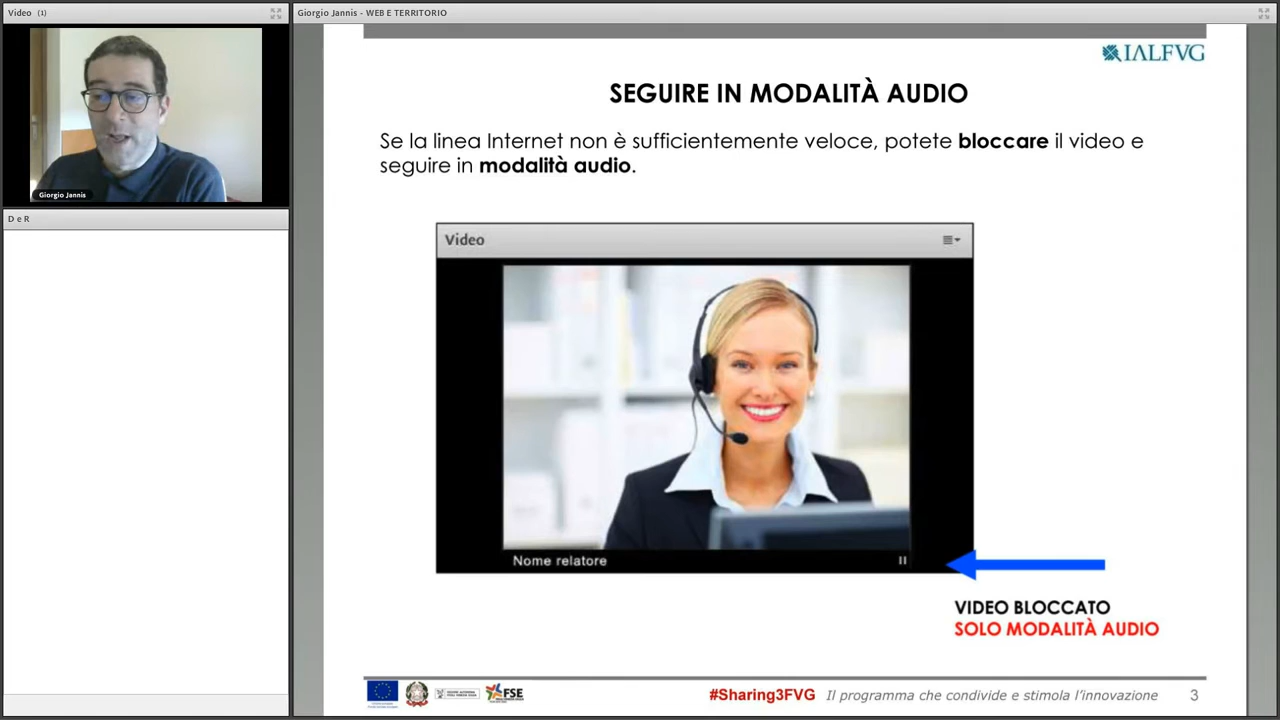 Video (1)
Giorgio Jannis
D e R
Giorgio Jannis - WEB E TERRITORIO
IALFVG
SEGUIRE IN MODALITÀ AUDIO
Se la linea Internet non è sufficientemente veloce, potete bloccare il video e
seguire in modalità audio.
Video
Nome relatore
VIDEO BLOCCATO
SOLO MODALITÀ AUDIO
FSE
#Sharing3FVG Il programma che condivide e stimola l'innovazione 3